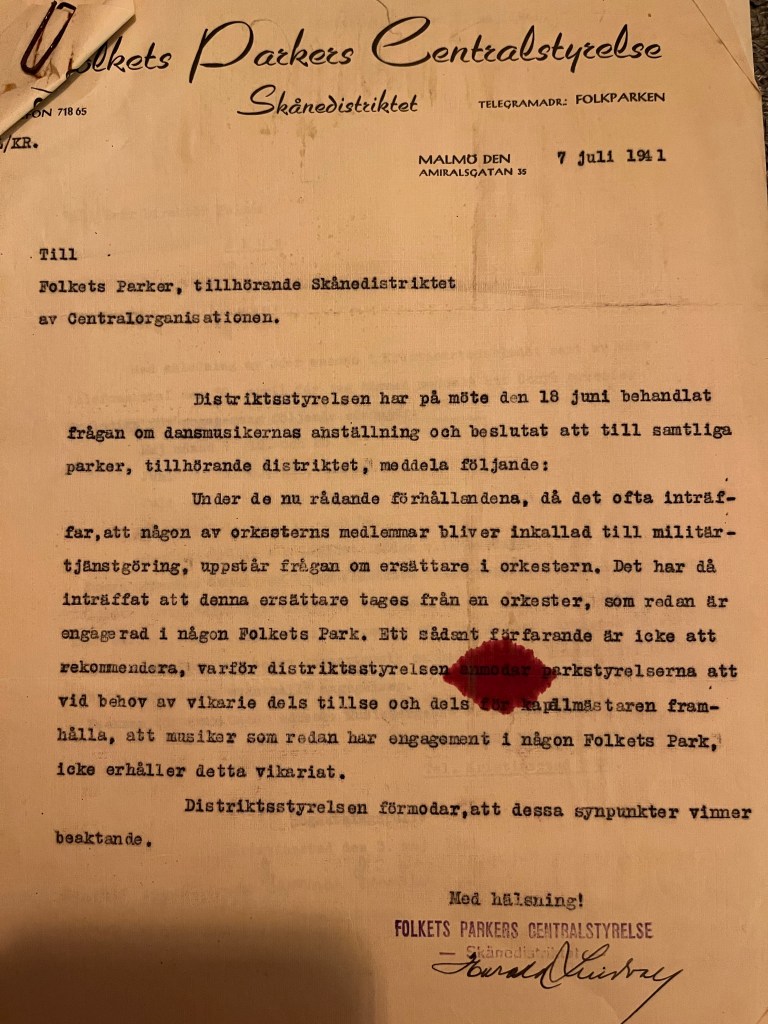 Folkets Parkers Centralstyrelse
Skånedistriktet
TELEGRAMADR.: FOLKPARKEN
718 65
/KR.
MALMÖ DEN 7 juli 1941
AMIRALSGATAN 35
Till
Folkets Parker, tillhörande Skånedistriktet
av Centralorganisationen.
Distriktsstyrelsen har på möte den 18 juni behandlat
frågan om dansmusikernas anställning och beslutat att till samtliga
parker, tillhörande distriktet, meddela följande:
Under de nu rådande förhållandena, då det ofta inträf-
far,att någon av orkesterns medlemmar bliver inkallad till militär-
tjänstgöring, uppstår frågan om ersättare i orkestern. Det har då
inträffat att denna ersättare tages från en orkester, som redan är
engagerad i någon Folkets Park. Ett sådant förfarande är icke att
rekommendera, varför distriktsstyrelsen anmodar parkstyrelserna att
vid behov av vikarie dels tillse och dels för kapällmästaren fram-
hålla, att musiker som redan har engagement i någon Folkets Park,
icke erhåller detta vikariat.
Distriktsstyrelsen förmodar,att dessa synpunkter vinner
beaktande.
Med hälsning!
FOLKETS PARKERS CENTRALSTYRELSE
— Skånedistriktet
Harald Lindvall